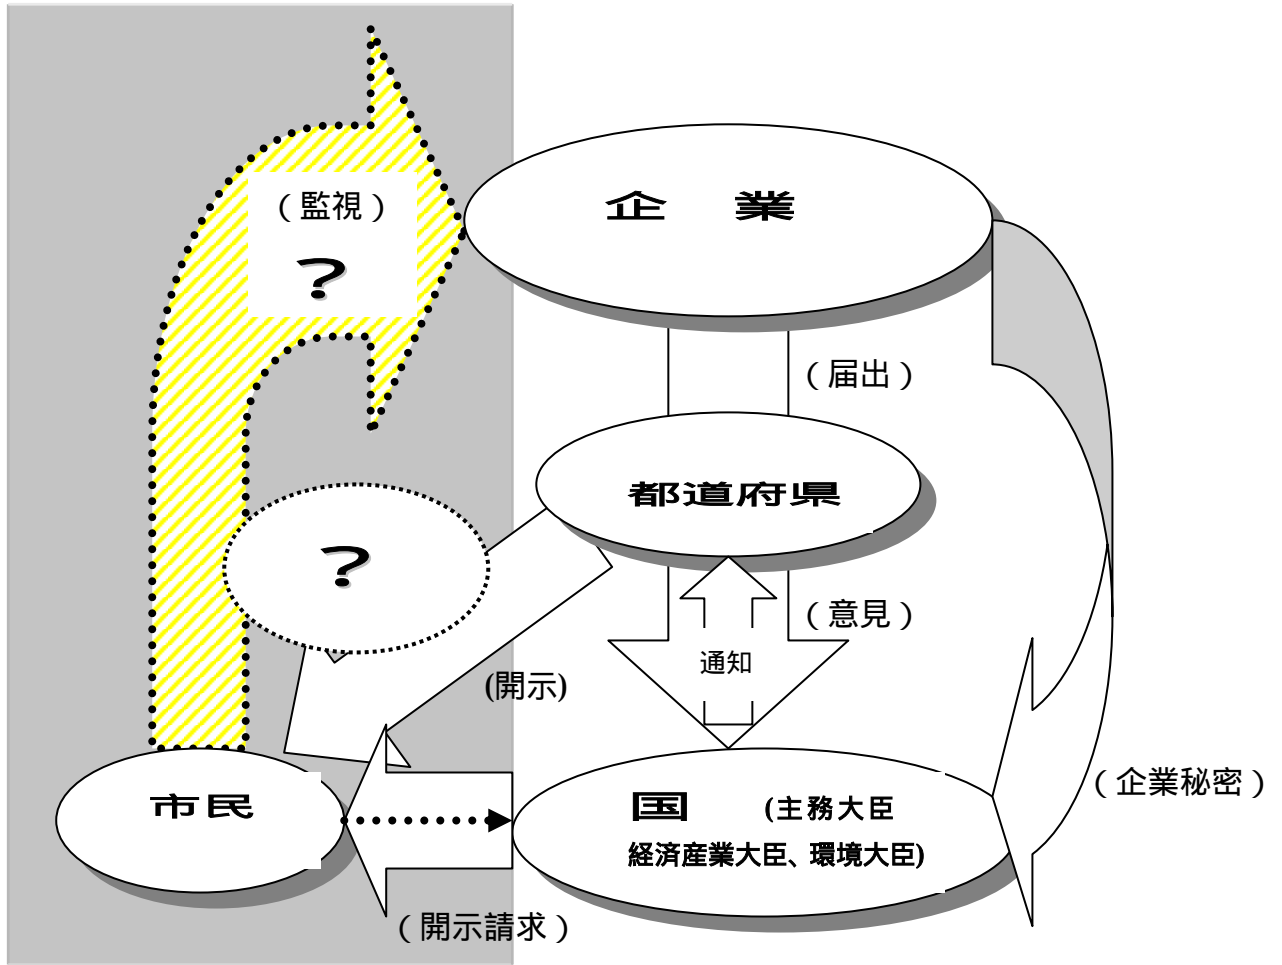 （監視）
？
企　業
（届出）
都道府県
？
（意見）
通知
(開示)
（企業秘密）
市民
国　(主務大臣
経済産業大臣、環境大臣)
（開示請求）